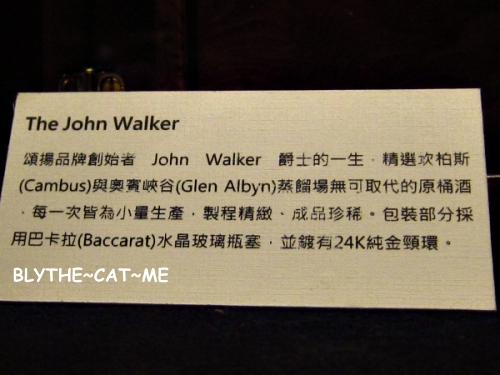 The John Walker
頌揚品牌創始者 John Walker 爵士的一生，精選坎柏斯
(Cambus)與奧賓峽谷(Glen Albyn)蒸餾場無可取代的原桶酒
，每一次皆為小量生產，製程精緻、成品珍稀。包裝部分採
用巴卡拉(Baccarat)水晶玻璃瓶塞，並鍍有24K純金頸環。
BLYTHE~CAT~ME